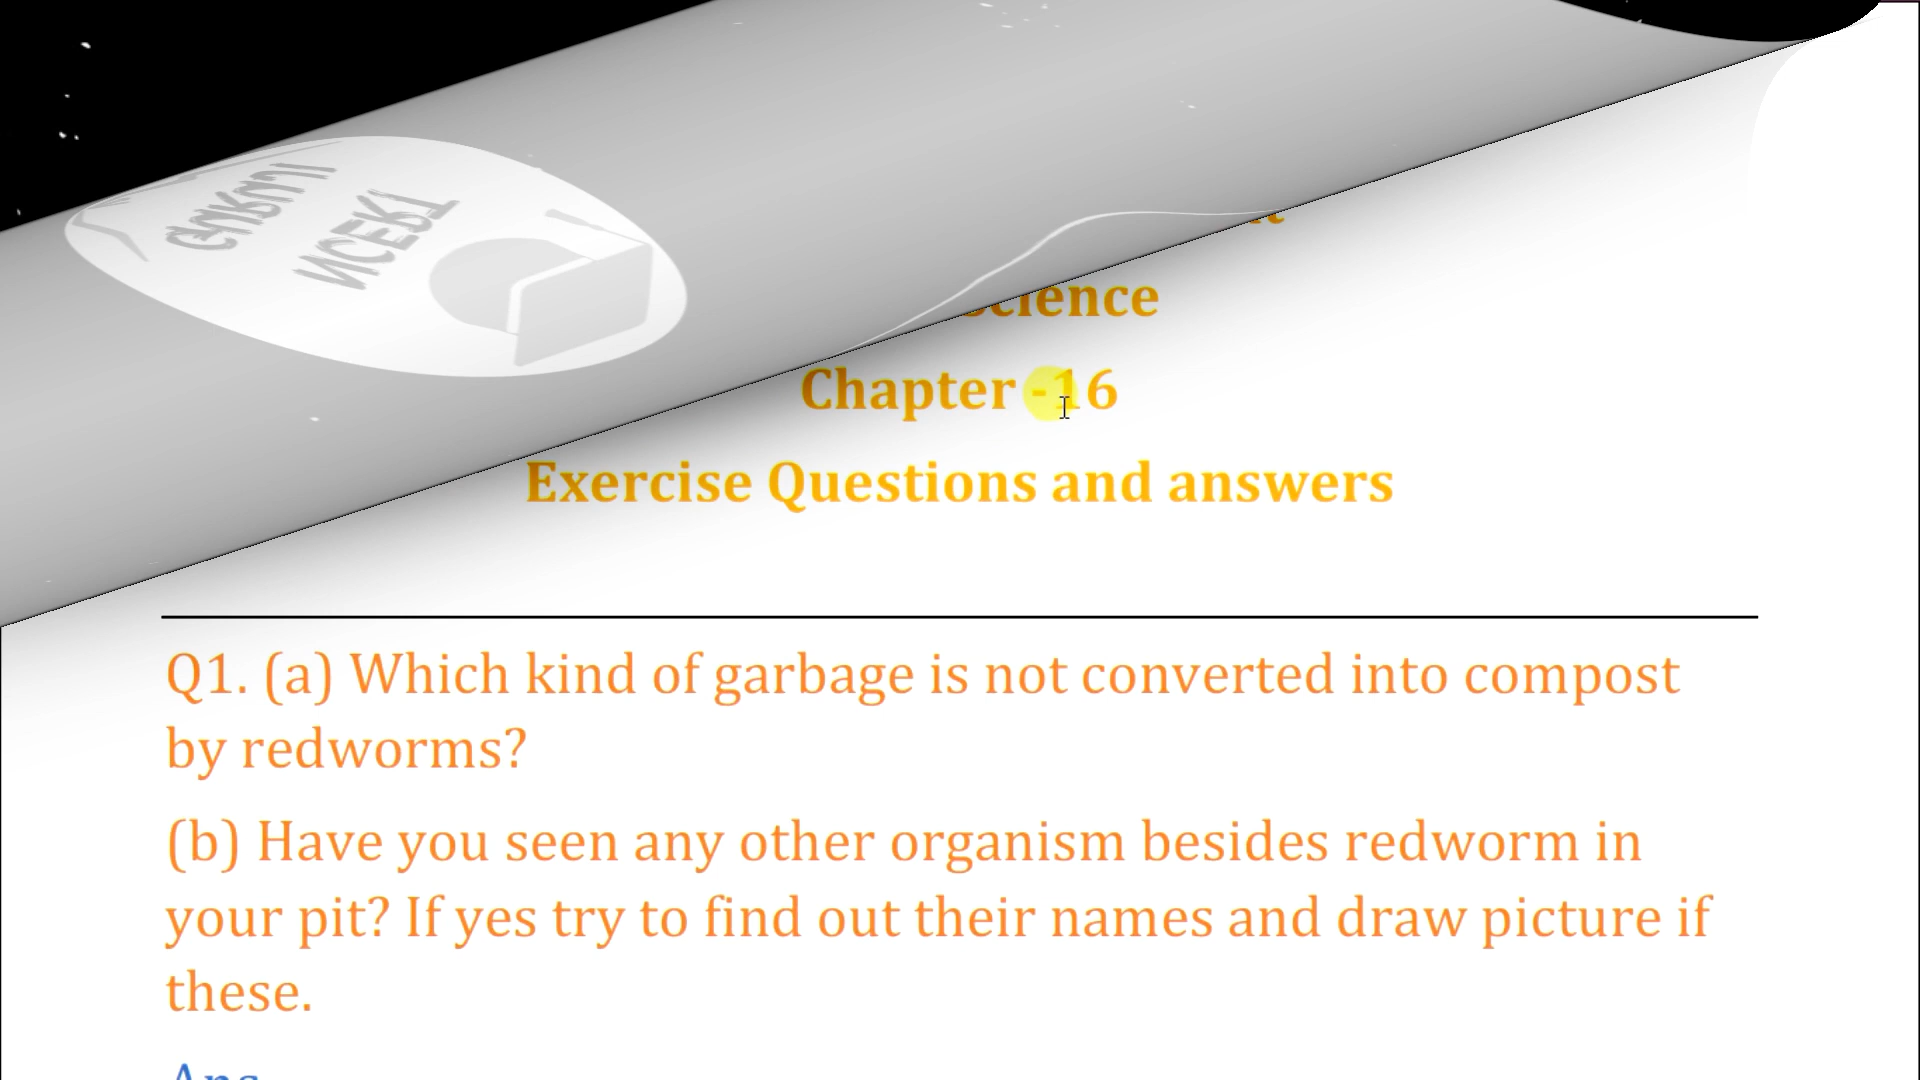 NCERT
Science
Chapter -16
Exercise Questions and answers
Q1. (a) Which kind of garbage is not converted into compost
by redworms?
(b) Have you seen any other organism besides redworm in
your pit? If yes try to find out their names and draw picture if
these.
Ans